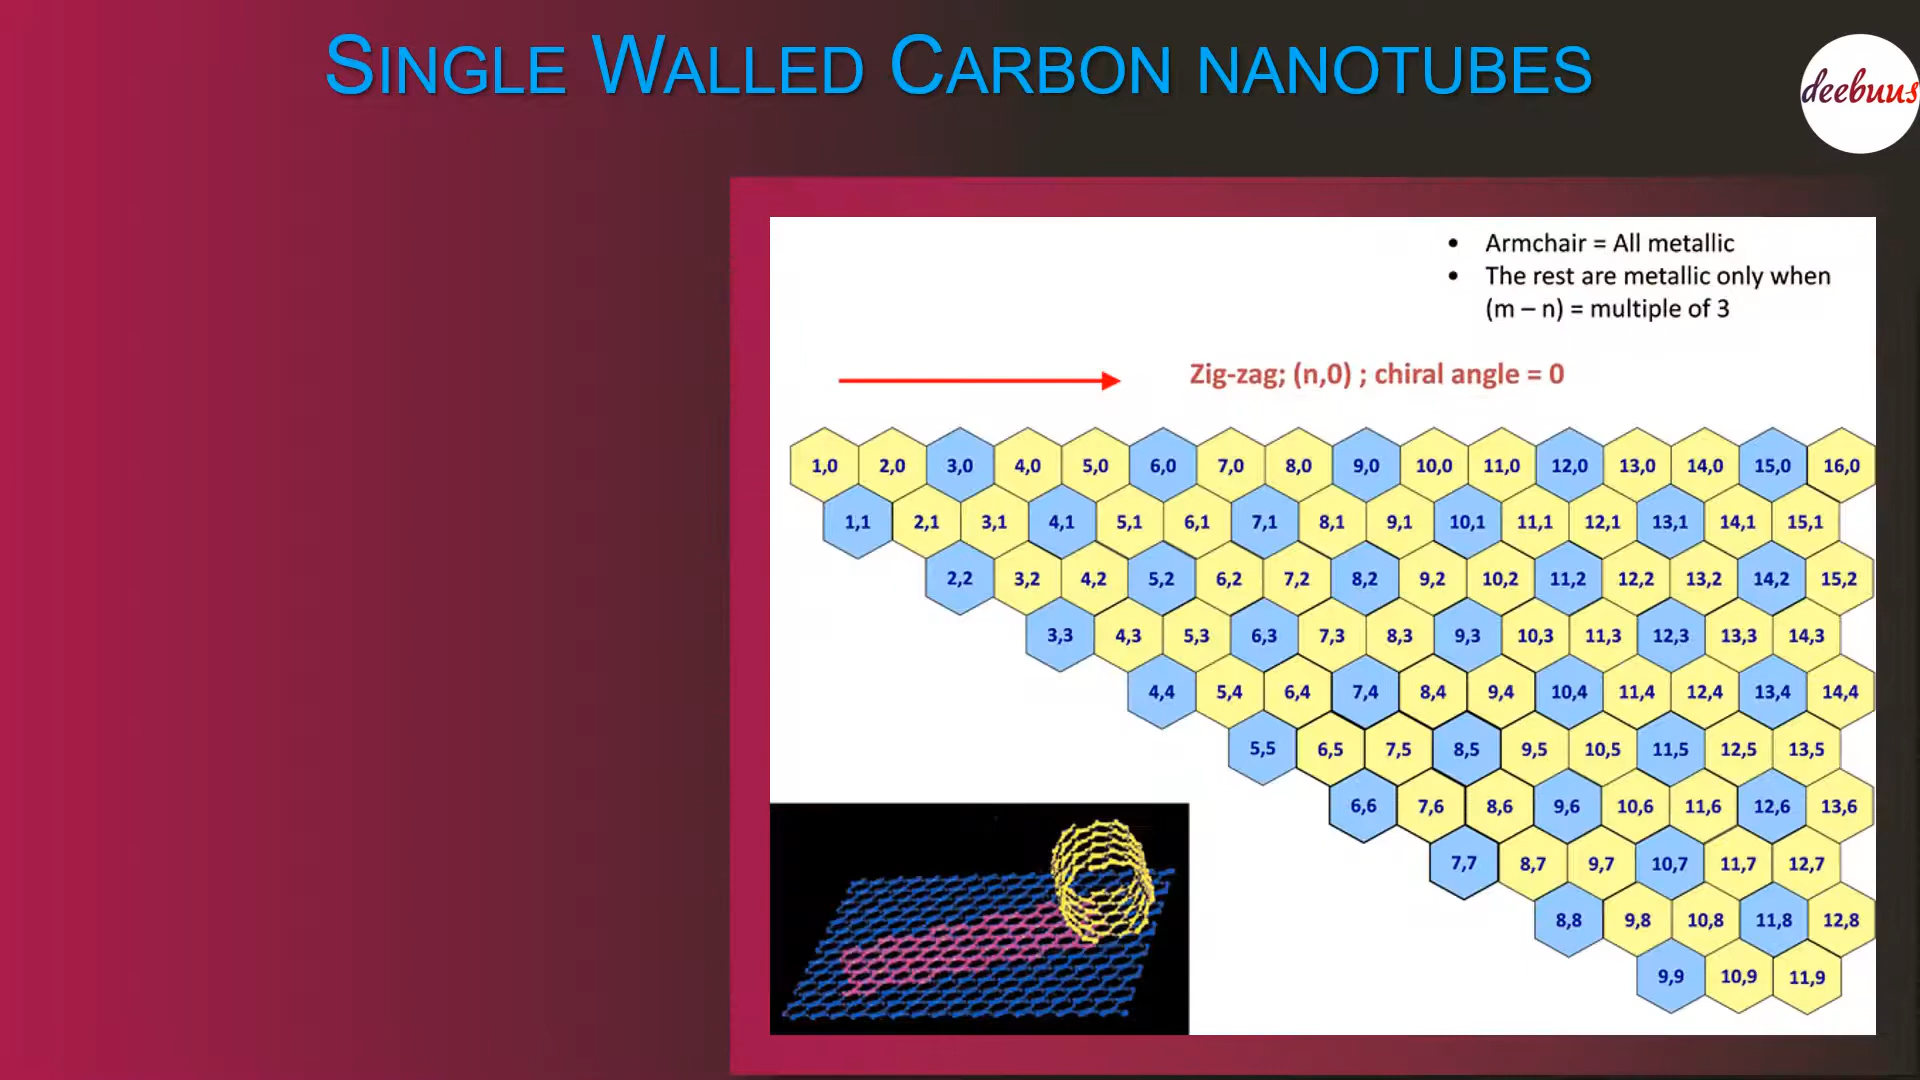 SINGLE WALLED CARBON NANOTUBES
deebuus
• Armchair = All metallic
• The rest are metallic only when
(m – n) = multiple of 3
Zig-zag; (n,0) ; chiral angle = 0
1,0 2,0 3,0 4,0 5,0 6,0 7,0 8,0 9,0 10,0 11,0 12,0 13,0 14,0 15,0 16,0
1,1 2,1 3,1 4,1 5,1 6,1 7,1 8,1 9,1 10,1 11,1 12,1 13,1 14,1 15,1
2,2 3,2 4,2 5,2 6,2 7,2 8,2 9,2 10,2 11,2 12,2 13,2 14,2 15,2
3,3 4,3 5,3 6,3 7,3 8,3 9,3 10,3 11,3 12,3 13,3 14,3
4,4 5,4 6,4 7,4 8,4 9,4 10,4 11,4 12,4 13,4 14,4
5,5 6,5 7,5 8,5 9,5 10,5 11,5 12,5 13,5
6,6 7,6 8,6 9,6 10,6 11,6 12,6 13,6
7,7 8,7 9,7 10,7 11,7 12,7
8,8 9,8 10,8 11,8 12,8
9,9 10,9 11,9